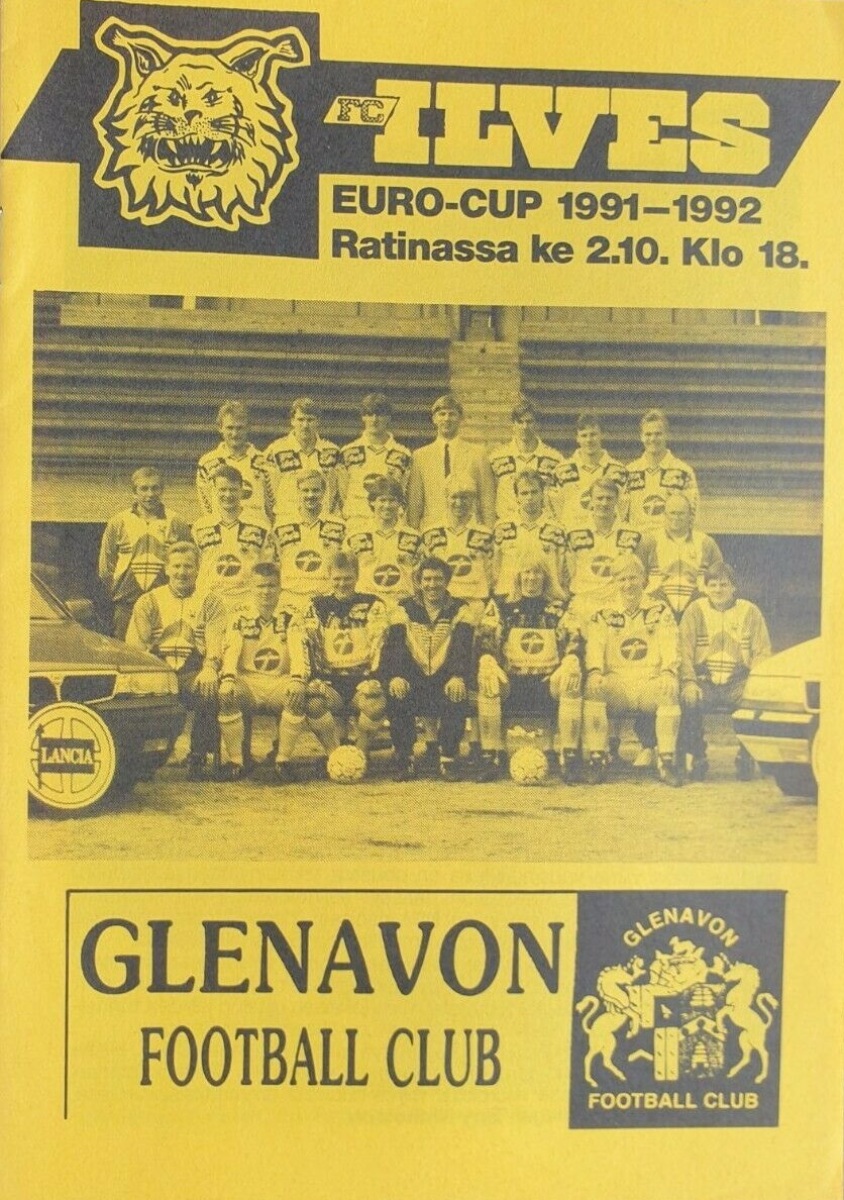 FC ILVES
EURO-CUP 1991–1992
Ratinassa ke 2.10. Klo 18.
LANCIA
GLENAVON
FOOTBALL CLUB
GLENAVON
FOOTBALL CLUB